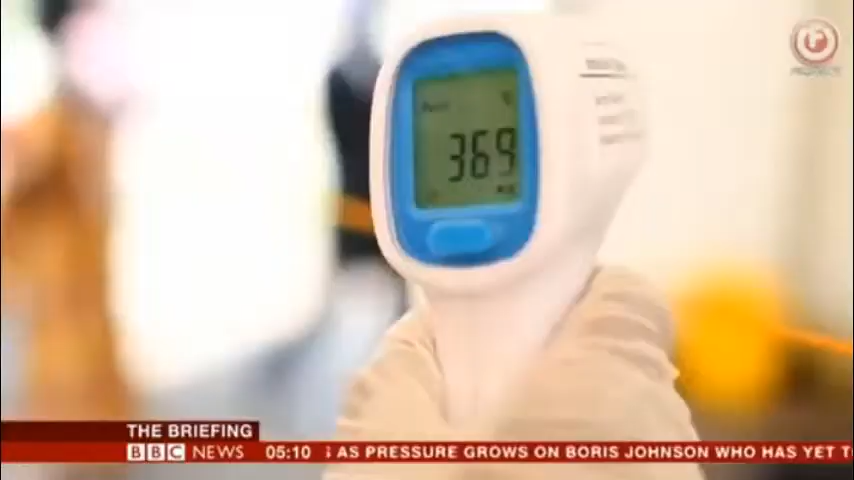 369
THE BRIEFING
BBC NEWS 05:10 AS PRESSURE GROWS ON BORIS JOHNSON WHO HAS YET T